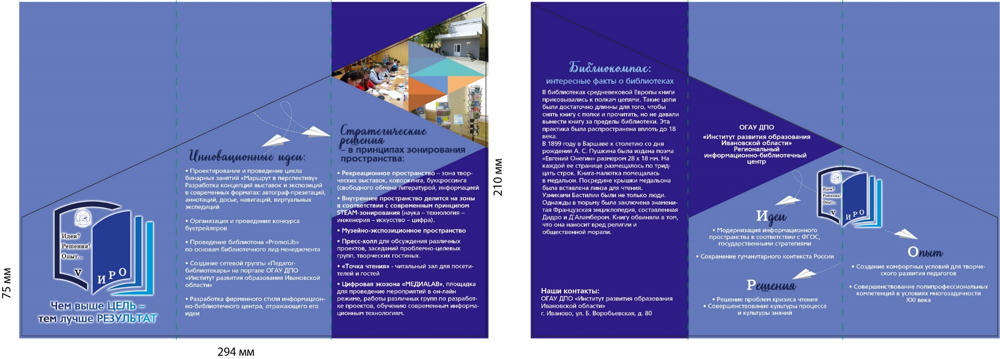 Идеи?
Решения!
Опыт...
V
ИРО
Чем выше ЦЕЛЬ –
тем лучше РЕЗУЛЬТАТ
Инновационные идеи:
• Проектирование и проведение цикла
бинарных занятий «Маршрут в перспективу»
Разработка концепций выставок и экспозиций
в современных форматах: автограф-презетаций,
аннотаций, досье, навигаций, виртуальных
экспедиций
• Организация и проведение конкурса
буктрейлеров
• Проведение библиотона «PromoLib»
по основам библиотечного лид-менеджмента
• Создание сетевой группы «Педагог-
библиотекарь» на портале ОГАУ ДПО
«Институт развития образования Ивановской
области»
• Разработка фирменного стиля информацион-
но-библиотечного центра, отражающего его
идеи
Стратегические
решения
– в принципах зонирования
пространства:
• Рекреационное пространство – зона твор-
ческих выставок, коворкинга, буккроссинга
(свободного обмена литературой, информацией
• Внутреннее пространство делится на зоны
в соответствии с современным принципом
STEAM-зонирования (наука – технология –
инженерия – искусство – цифра).
• Музейно-экспозиционное пространство
• Пресс-холл для обсуждения различных
проектов, заседаний проблемно-целевых
групп, творческих гостиных.
• «Точка чтения» - читальный зал для посети-
телей и гостей
• Цифровая экозона «МЕДИАLAB», площадка
для проведение мероприятий в он-лайн
режиме, работы различных групп по разработ-
ке проектов, обучению современным информа-
ционным технологиям.
75 мм
294 мм
210 мм
Библиокомпас:
интересные факты о библиотеках
В библиотеках средневековой Европы книги
приковывались к полкам цепями. Такие цепи
были достаточно длинны для того, чтобы
снять книгу с полки и прочитать, но не давали
вынести книгу за пределы библиотеки. Эта
практика была распространена вплоть до 18
века.
В 1899 году в Варшаве к столетию со дня
рождения А. С. Пушкина была издана поэма
«Евгений Онегин» размером 28 х 18 мм. На
каждой ее странице размещалось по трид-
цать строк. Книга-малютка помещалась
в медальон. Посредине крышки медальона
была вставлена линза для чтения.
Узниками Бастилии были не только люди.
Однажды в тюрьму была заключена знамени-
тая Французская энциклопедия, составленная
Дидро и Д'Аламбером. Книгу обвиняли в том,
что она наносит вред религии и
общественной морали.
Наши контакты:
ОГАУ ДПО «Институт развития образования
Ивановской области»
г. Иваново, ул. Б. Воробьевская, д. 80
ОГАУ ДПО
«Институт развития образования
Ивановской области»
Региональный
информационно-библиотечный
центр
Идеи?
Решения!
Опыт...
V
ИРО
Идеи
• Модернизация информационного
пространства в соответствии с ФГОС,
государственными стратегиями
• Сохранение гуманитарного контекста России
Решения
• Решение проблем кризиса чтения
• Совершенствование культуры процесса
и культуры знаний
Опыт
• Создание комфортных условий для творче-
ского развития педагогов
• Совершенствование полипрофессиональных
компетенций в условиях многозадачности
XXI века